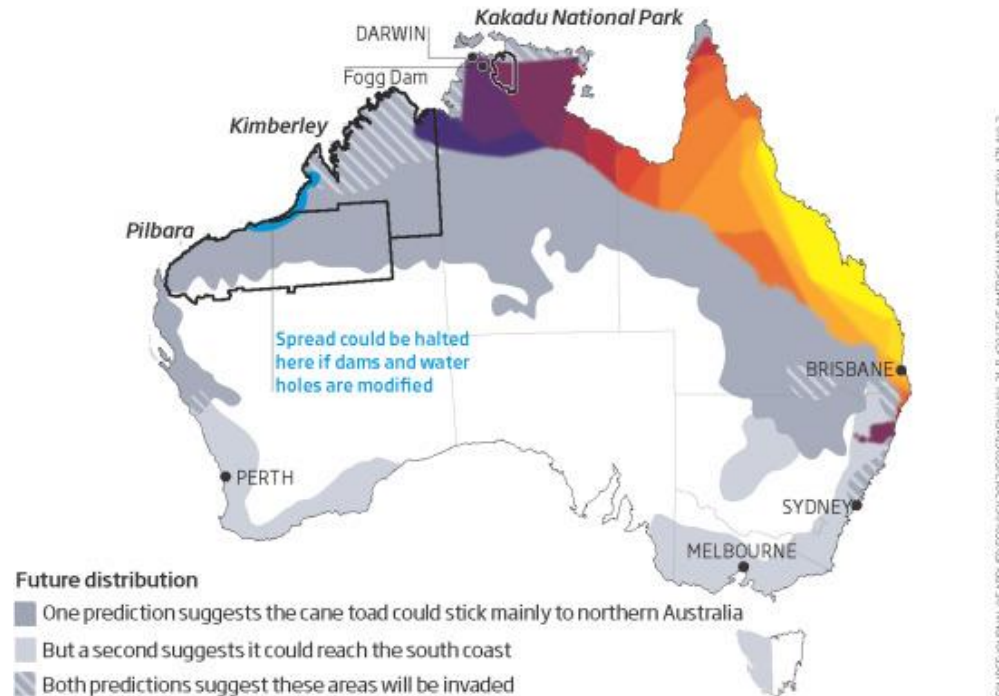 Kakadu National Park
DARWIN
Fogg Dam
Kimberley
Pilbara
Spread could be halted
here if dams and water
holes are modified
BRISBANE
PERTH
SYDNEY
MELBOURNE
Future distribution
One prediction suggests the cane toad could stick mainly to northern Australia
But a second suggests it could reach the south coast
Both predictions suggest these areas will be invaded